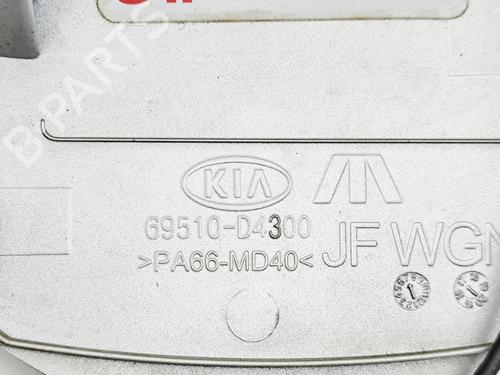 B-PARTS
KIA
69510-D4300
>PA66-MD40<
JF WGN